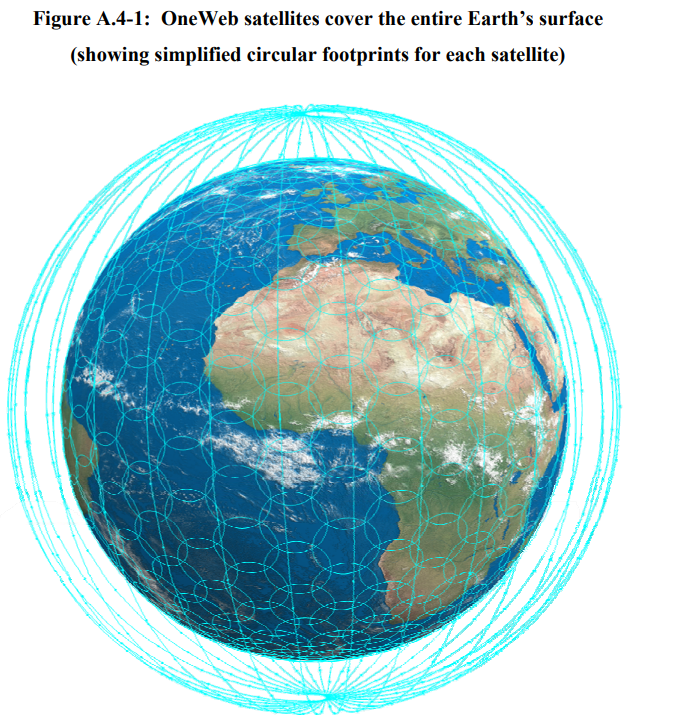 Figure A.4-1:  OneWeb satellites cover the entire Earth’s surface
(showing simplified circular footprints for each satellite)